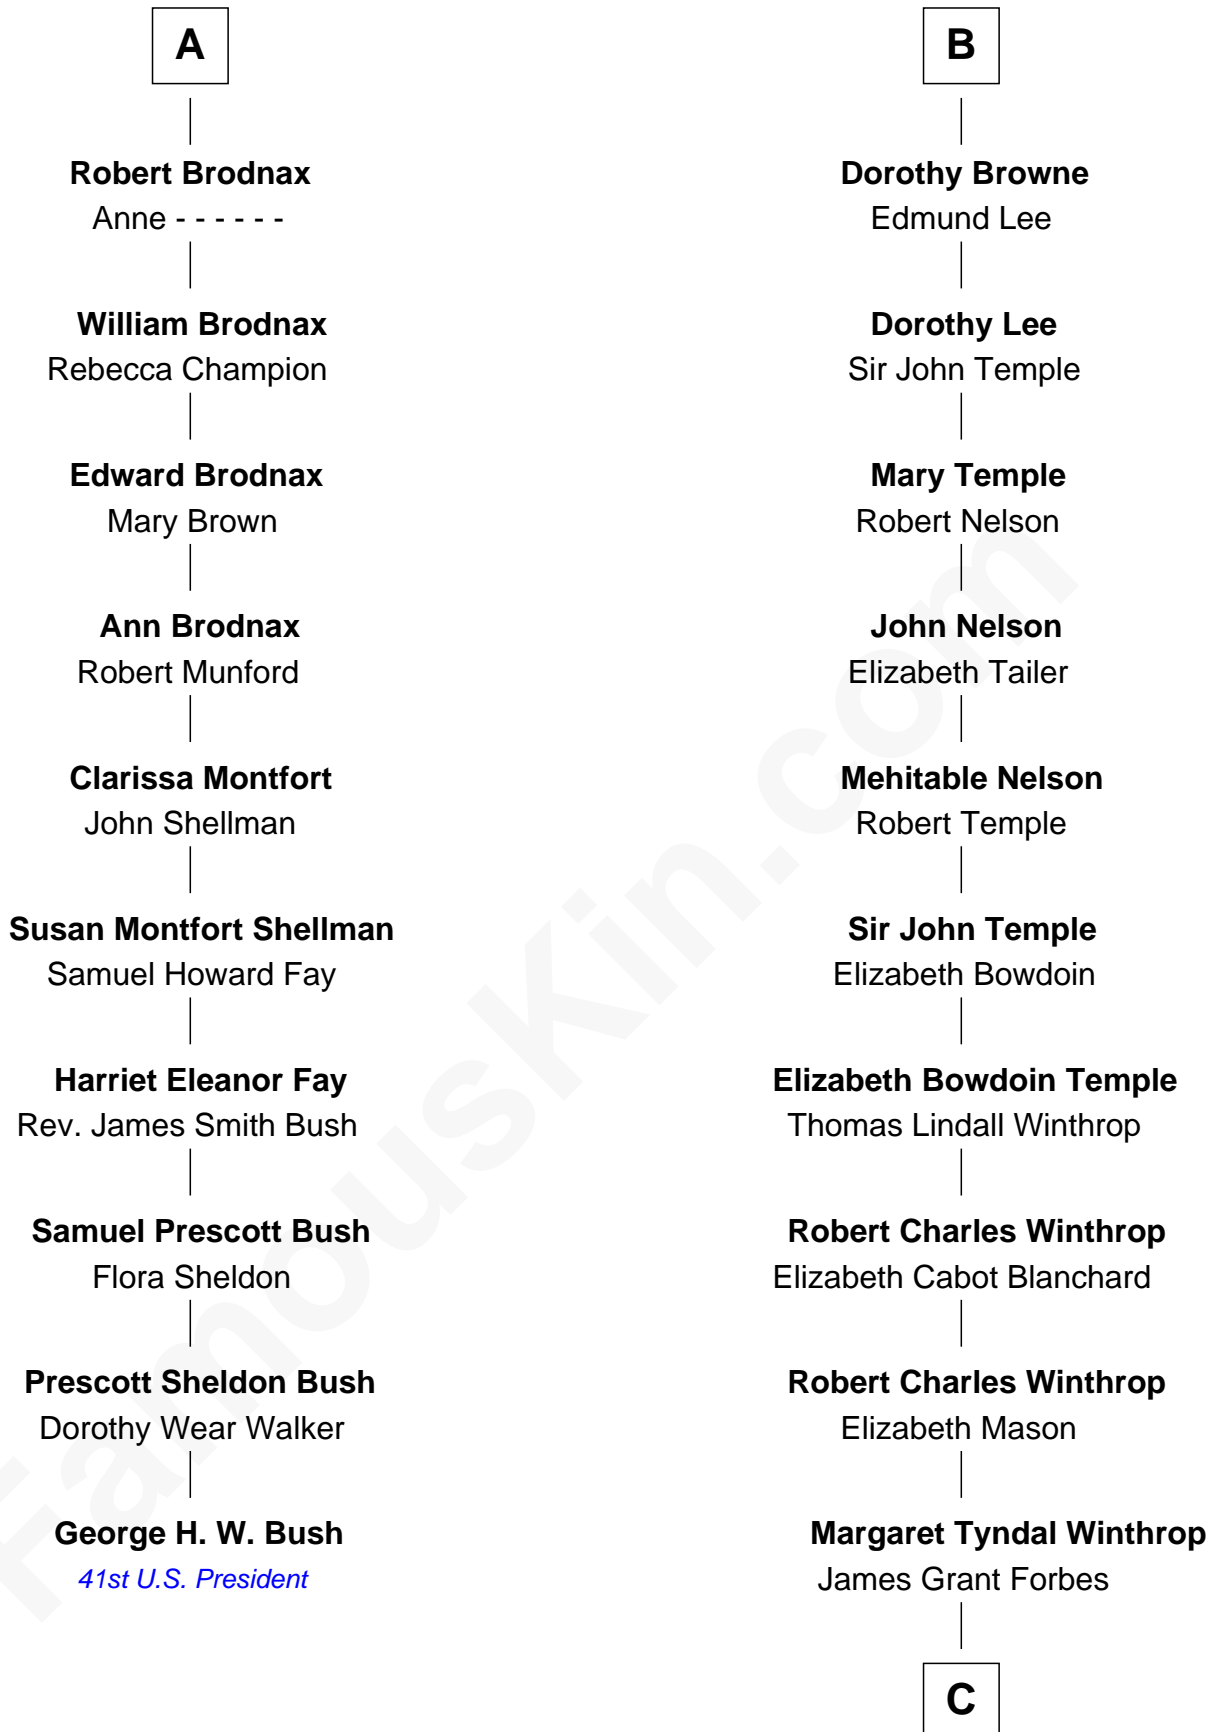 A
Robert Brodnax
Anne - - - - - -
William Brodnax
Rebecca Champion
Edward Brodnax
Mary Brown
Ann Brodnax
Robert Munford
Clarissa Montfort
John Shellman
Susan Montfort Shellman
Samuel Howard Fay
Harriet Eleanor Fay
Rev. James Smith Bush
Samuel Prescott Bush
Flora Sheldon
Prescott Sheldon Bush
Dorothy Wear Walker
George H. W. Bush
41st U.S. President
B
Dorothy Browne
Edmund Lee
Dorothy Lee
Sir John Temple
Mary Temple
Robert Nelson
John Nelson
Elizabeth Tailer
Mehitable Nelson
Robert Temple
Sir John Temple
Elizabeth Bowdoin
Elizabeth Bowdoin Temple
Thomas Lindall Winthrop
Robert Charles Winthrop
Elizabeth Cabot Blanchard
Robert Charles Winthrop
Elizabeth Mason
Margaret Tyndal Winthrop
James Grant Forbes
C
FamousKin.com